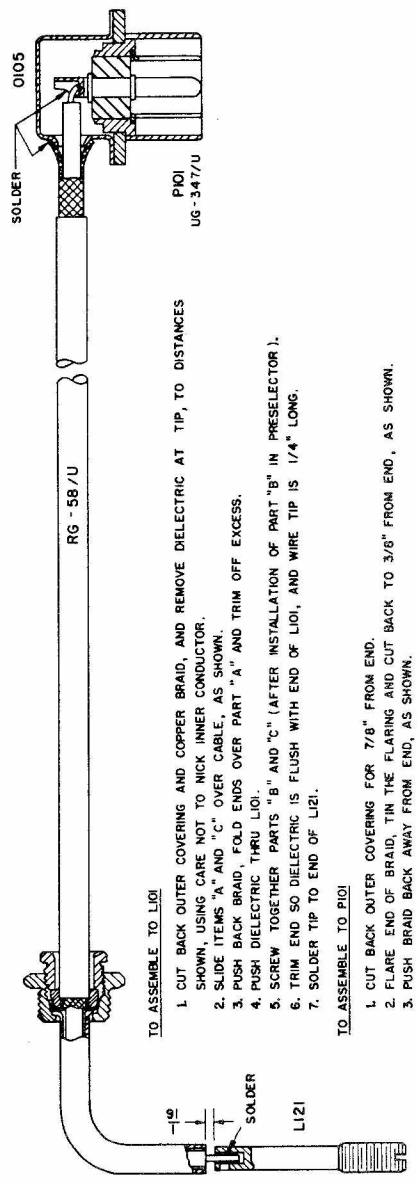 SOLDER
O105
P101
UG-347/U
RG-58/U
TO ASSEMBLE TO L101
1. CUT BACK OUTER COVERING AND COPPER BRAID, AND REMOVE DIELECTRIC AT TIP, TO DISTANCES
SHOWN, USING CARE NOT TO NICK INNER CONDUCTOR.
2. SLIDE ITEMS "A" AND "C" OVER CABLE, AS SHOWN.
3. PUSH BACK BRAID, FOLD ENDS OVER PART "A" AND TRIM OFF EXCESS.
4. PUSH DIELECTRIC THRU L101.
5. SCREW TOGETHER PARTS "B" AND "C" (AFTER INSTALLATION OF PART "B" IN PRESELECTOR).
6. TRIM END SO DIELECTRIC IS FLUSH WITH END OF L101, AND WIRE TIP IS 1/4" LONG.
7. SOLDER TIP TO END OF L121.
TO ASSEMBLE TO P101
1. CUT BACK OUTER COVERING FOR 7/8" FROM END.
2. FLARE END OF BRAID, TIN THE FLARING AND CUT BACK TO 3/8" FROM END, AS SHOWN.
3. PUSH BRAID BACK AWAY FROM END, AS SHOWN.
SOLDER
L121